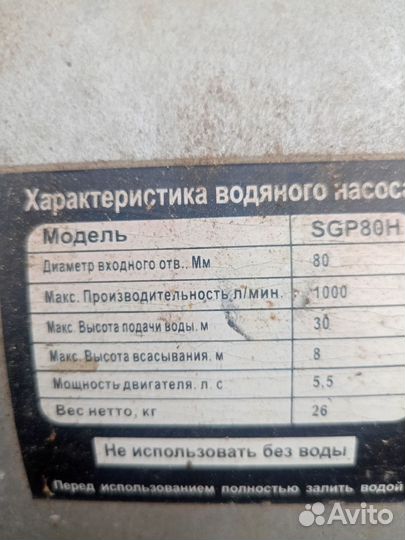 Характеристика водяного насоса
Модель SGP80H
Диаметр входного отв.. Мм 80
Макс. Производительность л/мин. 1000
Макс. Высота подачи воды. м 30
Макс. Высота всасывания. м 8
Мощность двигателя. л. с 5,5
Вес нетто, кг 26
Не использовать без воды
Перед использованием полностью залить водой
Avito